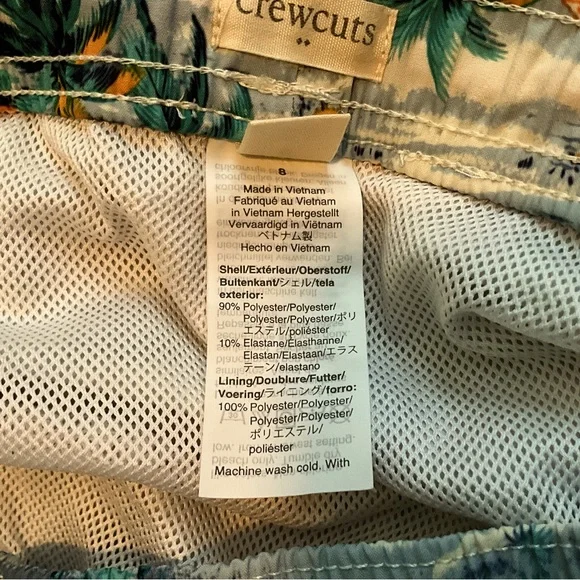 crewcuts
8
Made in Vietnam
Fabriqué au Vietnam
in Vietnam Hergestellt
Vervaardigd in Viëtnam
ベトナム製
Hecho en Vietnam
Shell/Extérieur/Oberstoff/
Buitenkant/シェル/tela
exterior:
90% Polyester/Polyester/
Polyester/Polyester/ポリ
エステル/poliéster
10% Elastane/Élasthanne/
Elastan/Elastaan/エラス
テーン/elastano
Lining/Doublure/Futter/
Voering/ライニング/forro:
100% Polyester/Polyester/
Polyester/Polyester/
ポリエステル/
poliéster
Machine wash cold. With